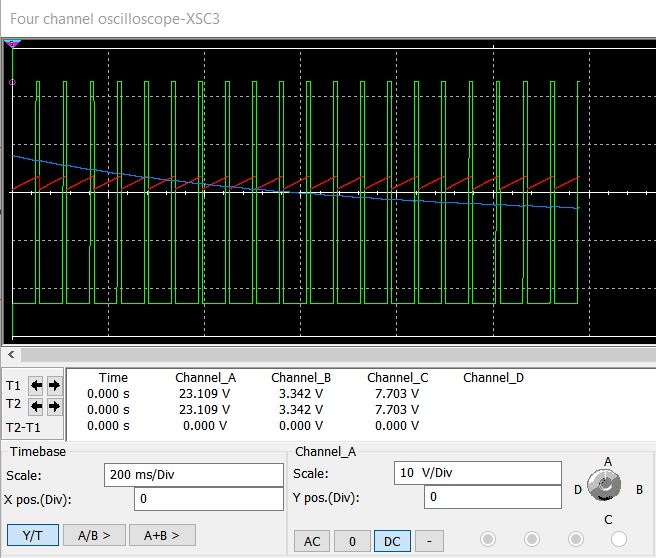 Four channel oscilloscope-XSC3
Time Channel_A Channel_B Channel_C Channel_D
T1 0.000 s 23.109 V 3.342 V 7.703 V
T2 0.000 s 23.109 V 3.342 V 7.703 V
T2-T1 0.000 s 0.000 V 0.000 V 0.000 V
Timebase
Scale: 200 ms/Div
X pos.(Div): 0
Y/T A/B > A+B >
Channel_A
Scale: 10 V/Div
Y pos.(Div): 0
AC 0 DC -
A
D B
C